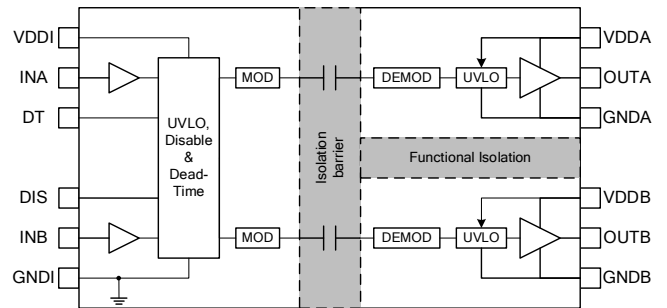 VDDI
INA
DT
DIS
INB
GNDI
UVLO,
Disable
&
Dead-
Time
MOD
MOD
Isolation
barrier
DEMOD
UVLO
Functional Isolation
DEMOD
UVLO
VDDA
OUTA
GNDA
VDDB
OUTB
GNDB